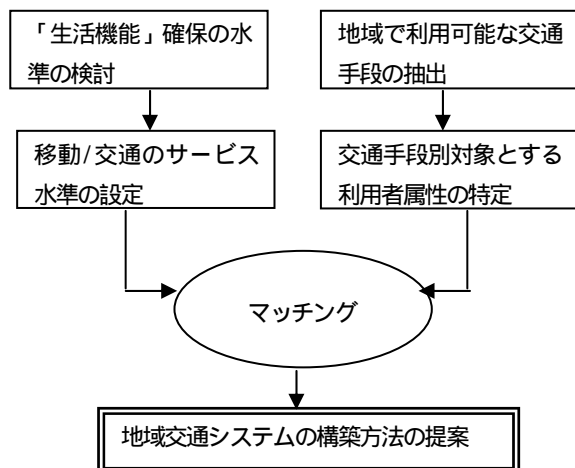 「生活機能」確保の水
準の検討
地域で利用可能な交通
手段の抽出
移動/交通のサービス
水準の設定
交通手段別対象とする
利用者属性の特定
マッチング
地域交通システムの構築方法の提案